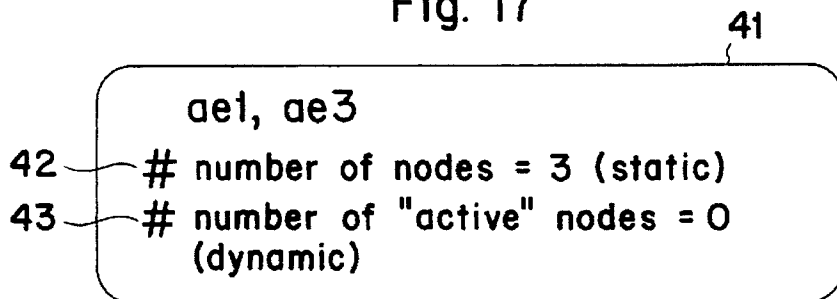 Fig. 17
41
ae1, ae3
42 # number of nodes = 3 (static)
43 # number of "active" nodes = 0
(dynamic)